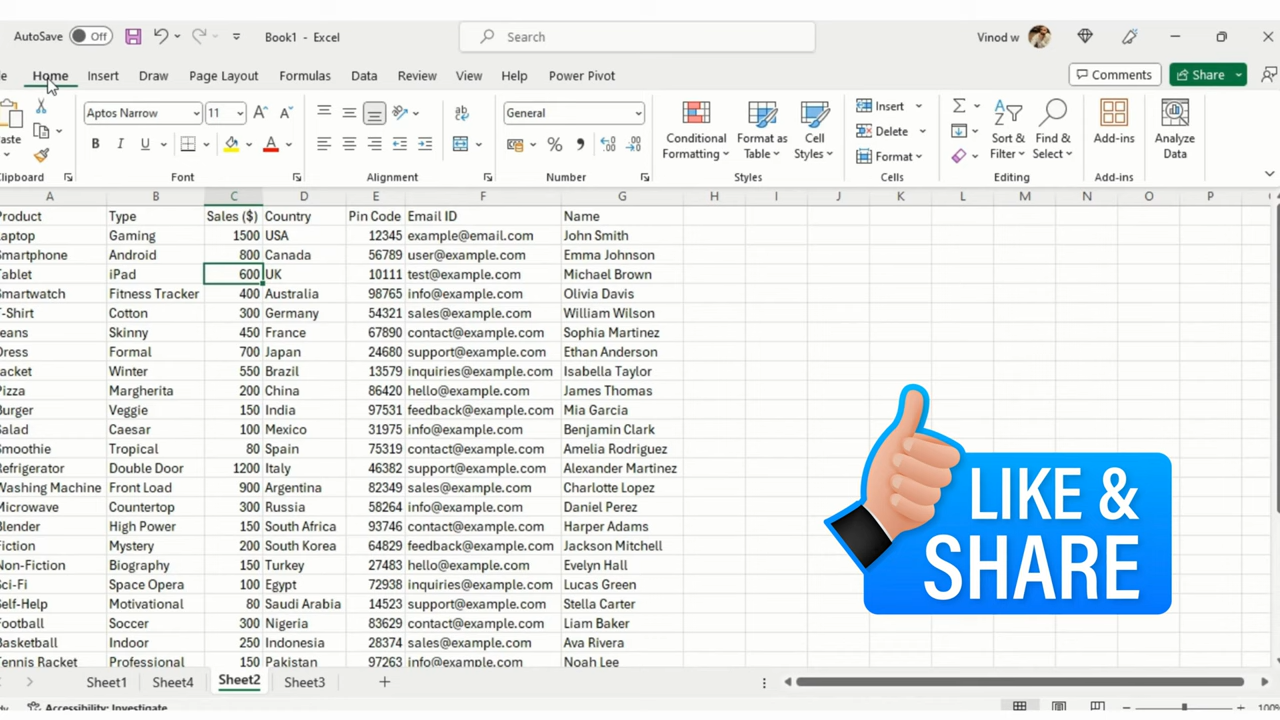 AutoSave Off Book1 - Excel Search Vinod w
Home Insert Draw Page Layout Formulas Data Review View Help Power Pivot Comments Share
Aptos Narrow 11 General Insert Delete Format
B I U A % 9
Conditional Formatting Format as Table Cell Styles Sort & Filter Find & Select Add-ins Analyze Data
Font Alignment Number Styles Cells Editing Add-ins
A B C D E F G H I J K L M N O P
Product Type Sales ($) Country Pin Code Email ID Name
Laptop Gaming 1500 USA 12345 example@email.com John Smith
Smartphone Android 800 Canada 56789 user@example.com Emma Johnson
Tablet iPad 600 UK 10111 test@example.com Michael Brown
Smartwatch Fitness Tracker 400 Australia 98765 info@example.com Olivia Davis
T-Shirt Cotton 300 Germany 54321 sales@example.com William Wilson
eans Skinny 450 France 67890 contact@example.com Sophia Martinez
Dress Formal 700 Japan 24680 support@example.com Ethan Anderson
acket Winter 550 Brazil 13579 inquiries@example.com Isabella Taylor
Pizza Margherita 200 China 86420 hello@example.com James Thomas
Burger Veggie 150 India 97531 feedback@example.com Mia Garcia
Salad Caesar 100 Mexico 31975 info@example.com Benjamin Clark
Smoothie Tropical 80 Spain 75319 contact@example.com Amelia Rodriguez
Refrigerator Double Door 1200 Italy 46382 support@example.com Alexander Martinez
Washing Machine Front Load 900 Argentina 82349 sales@example.com Charlotte Lopez
Microwave Countertop 300 Russia 58264 info@example.com Daniel Perez
Blender High Power 150 South Africa 93746 contact@example.com Harper Adams
Fiction Mystery 200 South Korea 64829 feedback@example.com Jackson Mitchell
Non-Fiction Biography 150 Turkey 27483 hello@example.com Evelyn Hall
Sci-Fi Space Opera 100 Egypt 72938 inquiries@example.com Lucas Green
Self-Help Motivational 80 Saudi Arabia 14523 support@example.com Stella Carter
Football Soccer 300 Nigeria 83629 contact@example.com Liam Baker
Basketball Indoor 250 Indonesia 28374 sales@example.com Ava Rivera
Tennis Racket Professional 150 Pakistan 97263 info@example.com Noah Lee
LIKE &
SHARE
Sheet1 Sheet4 Sheet2 Sheet3
Accessibility: Investigate 100%